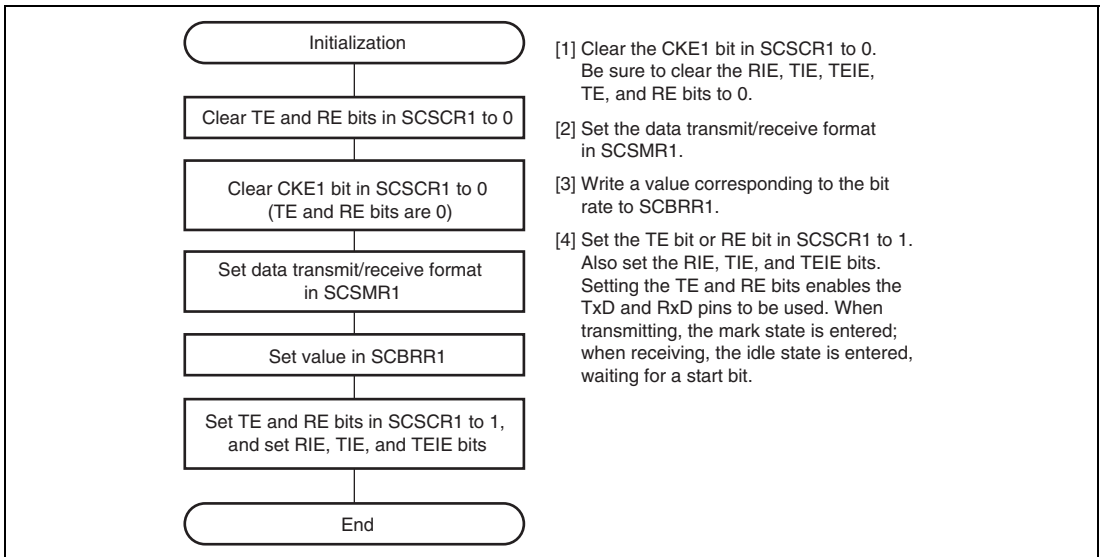 Initialization
Clear TE and RE bits in SCSCR1 to 0
Clear CKE1 bit in SCSCR1 to 0
(TE and RE bits are 0)
Set data transmit/receive format
in SCSMR1
Set value in SCBRR1
Set TE and RE bits in SCSCR1 to 1,
and set RIE, TIE, and TEIE bits
End
[1] Clear the CKE1 bit in SCSCR1 to 0.
Be sure to clear the RIE, TIE, TEIE,
TE, and RE bits to 0.
[2] Set the data transmit/receive format
in SCSMR1.
[3] Write a value corresponding to the bit
rate to SCBRR1.
[4] Set the TE bit or RE bit in SCSCR1 to 1.
Also set the RIE, TIE, and TEIE bits.
Setting the TE and RE bits enables the
TxD and RxD pins to be used. When
transmitting, the mark state is entered;
when receiving, the idle state is entered,
waiting for a start bit.